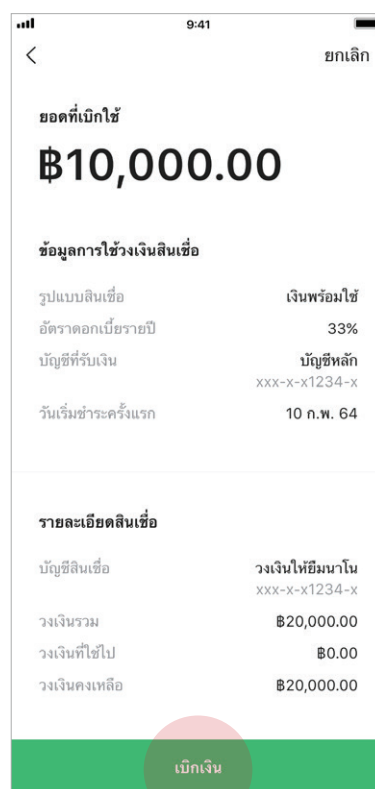 9:41
ยกเลิก
ยอดที่เบิกใช้
฿10,000.00
ข้อมูลการใช้วงเงินสินเชื่อ
รูปแบบสินเชื่อ เงินพร้อมใช้
อัตราดอกเบี้ยรายปี 33%
บัญชีที่รับเงิน บัญชีหลัก
xxx-x-x1234-x
วันเริ่มชำระครั้งแรก 10 ก.พ. 64
รายละเอียดสินเชื่อ
บัญชีสินเชื่อ วงเงินให้ยืมนาโน
xxx-x-x1234-x
วงเงินรวม ฿20,000.00
วงเงินที่ใช้ไป ฿0.00
วงเงินคงเหลือ ฿20,000.00
เบิกเงิน